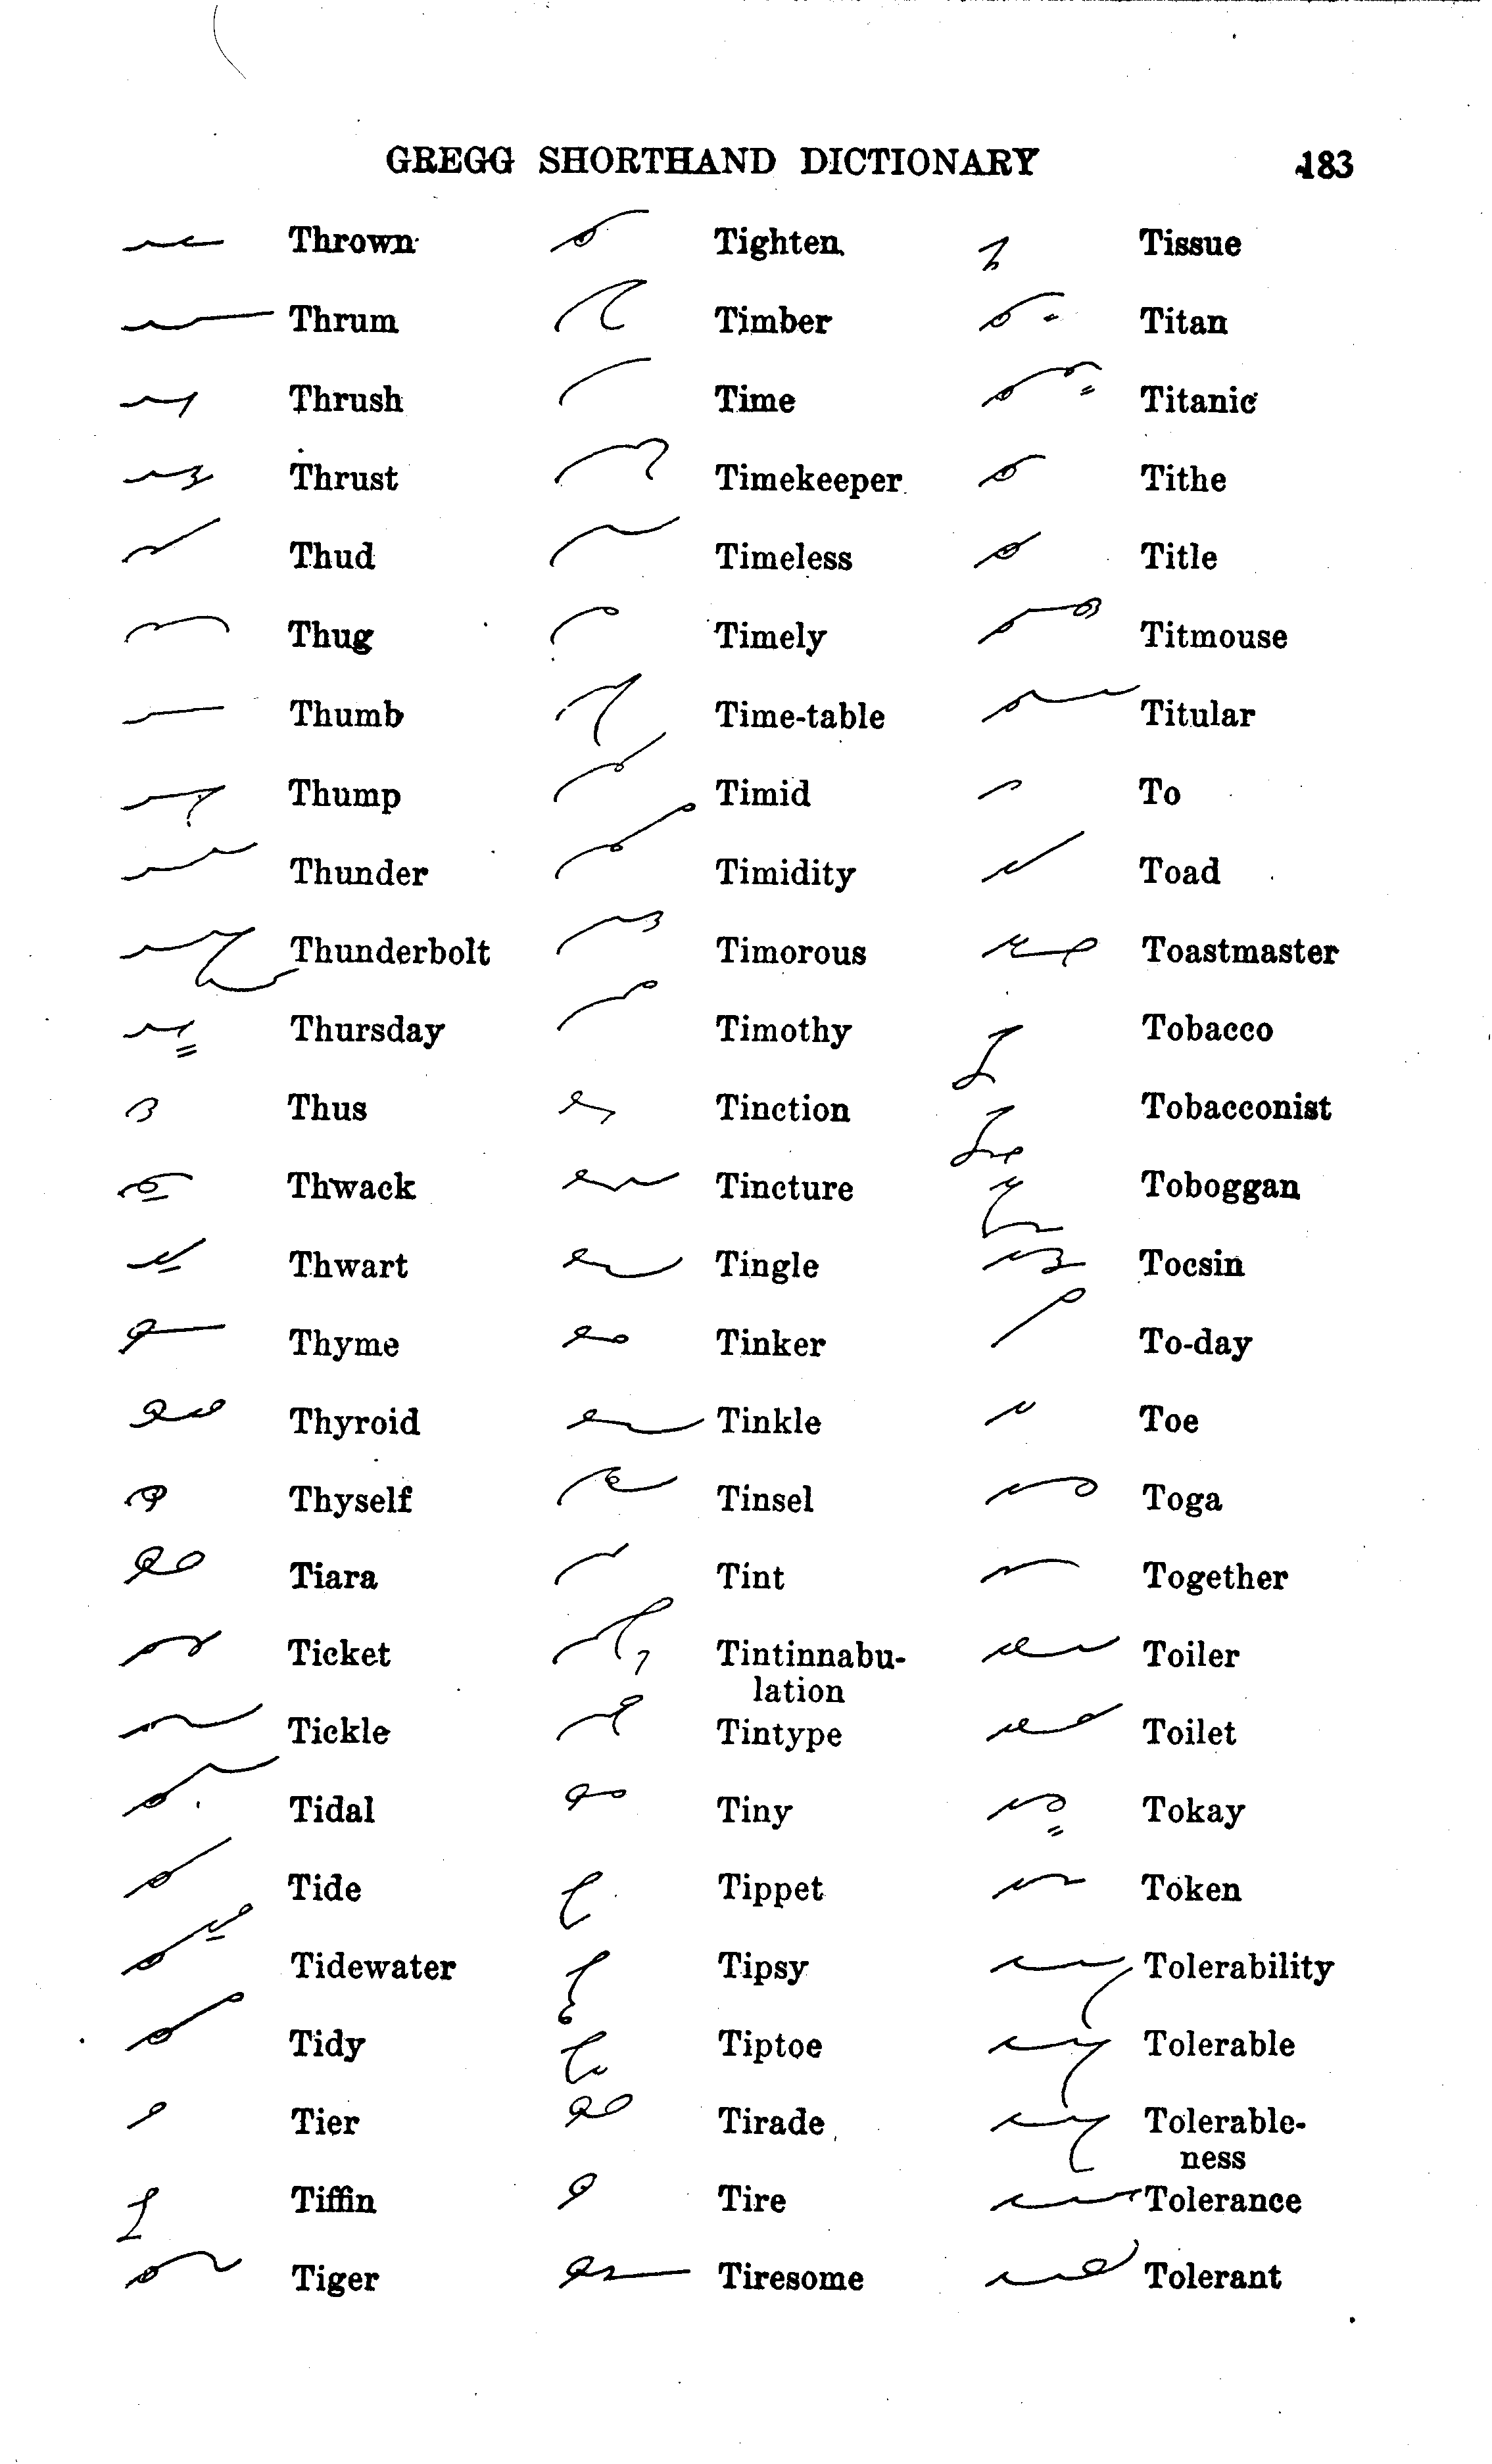 GREGG SHORTHAND DICTIONARY 183
Thrown
Thrum
Thrush
Thrust
Thud
Thug
Thumb
Thump
Thunder
Thunderbolt
Thursday
Thus
Thwack
Thwart
Thyme
Thyroid
Thyself
Tiara
Ticket
Tickle
Tidal
Tide
Tidewater
Tidy
Tier
Tiffin
Tiger
Tighten
Timber
Time
Timekeeper
Timeless
Timely
Time-table
Timid
Timidity
Timorous
Timothy
Tinction
Tincture
Tingle
Tinker
Tinkle
Tinsel
Tint
Tintinnabu-
lation
Tintype
Tiny
Tippet
Tipsy
Tiptoe
Tirade
Tire
Tiresome
Tissue
Titan
Titanic
Tithe
Title
Titmouse
Titular
To
Toad
Toastmaster
Tobacco
Tobacconist
Toboggan
Tocsin
To-day
Toe
Toga
Together
Toiler
Toilet
Tokay
Token
Tolerability
Tolerable
Tolerable-
ness
Tolerance
Tolerant